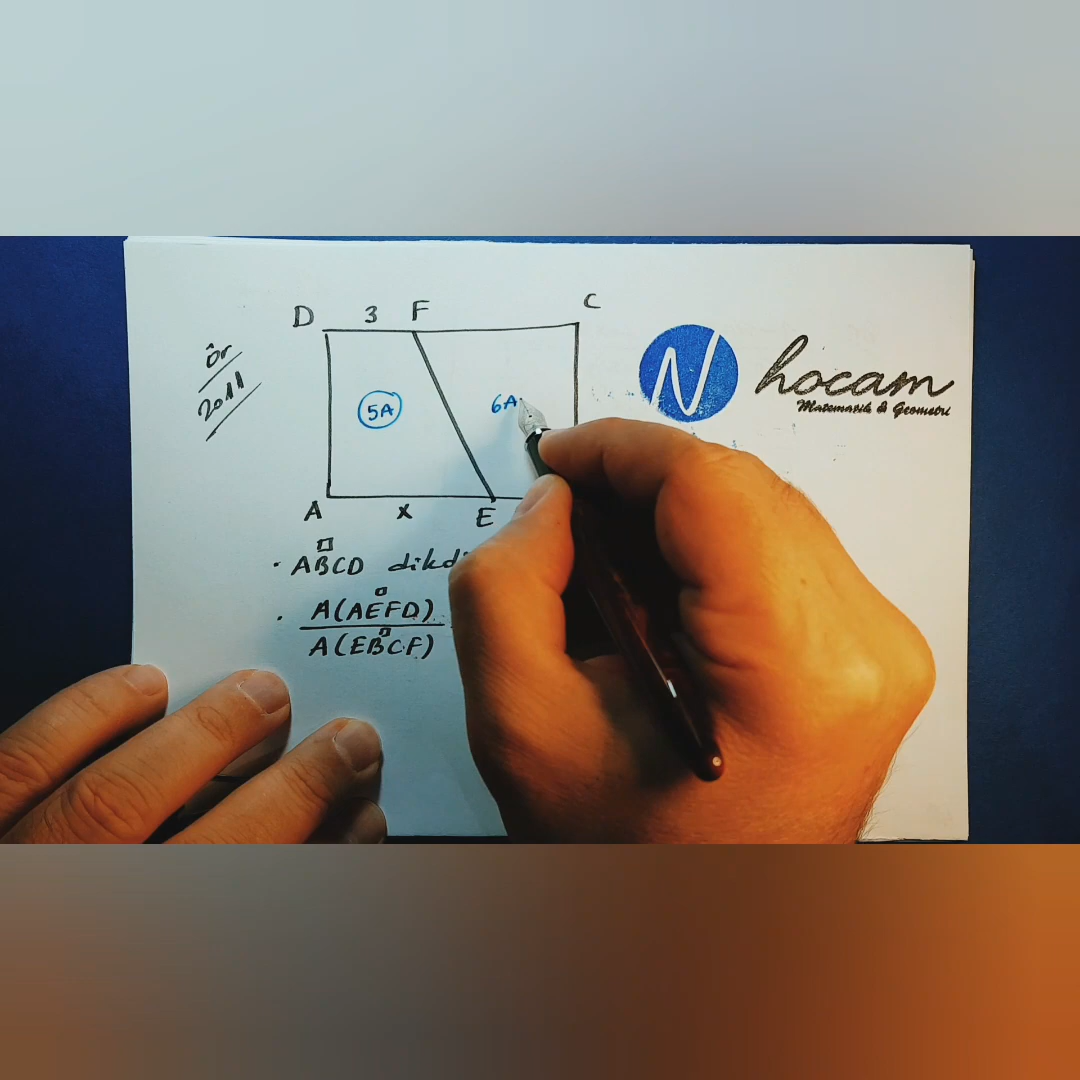 D 3 F C
Ör
2011
5A 6A
A x E
hocam
Matematik & Geometri
· ABCD
· A(AEFD)
A(EBCF)